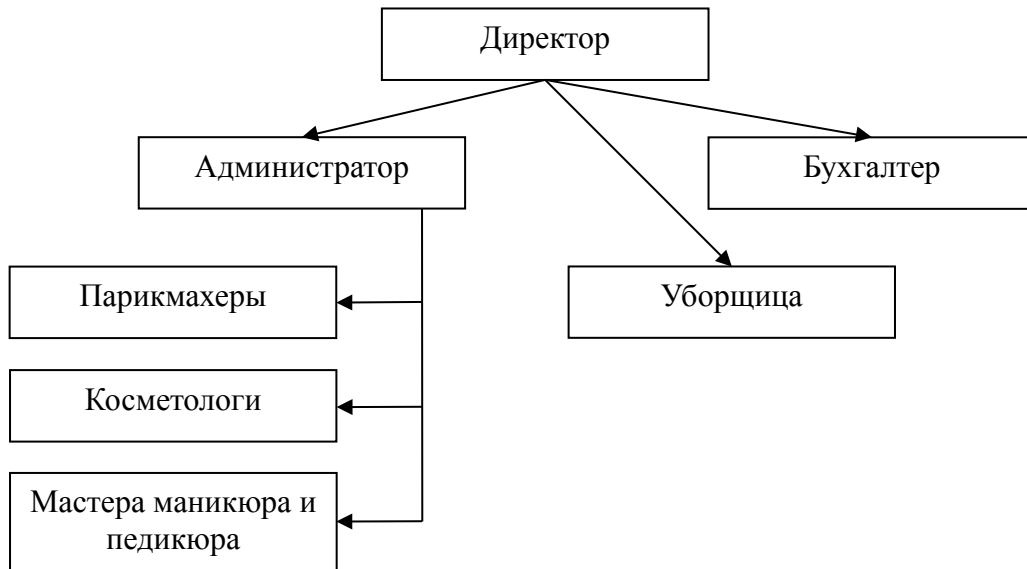 Директор
Администратор
Бухгалтер
Парикмахеры
Уборщица
Косметологи
Мастера маникюра и
педикюра